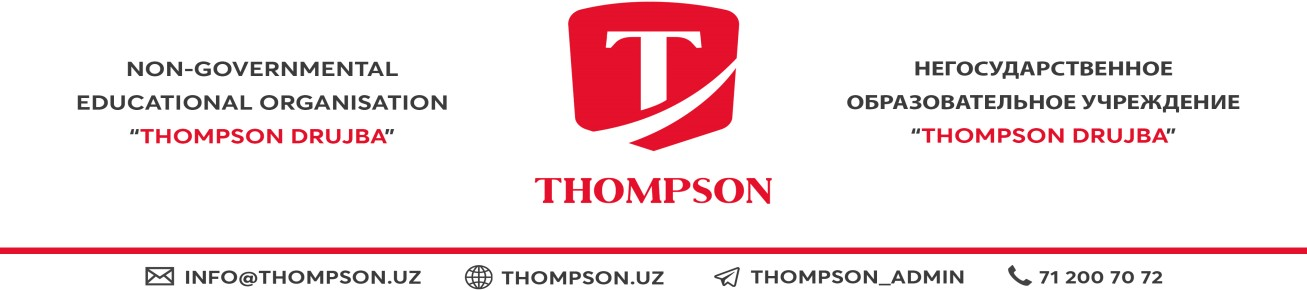 NON-GOVERNMENTAL
EDUCATIONAL ORGANISATION
“THOMPSON DRUJBA”
T
THOMPSON
НЕГОСУДАРСТВЕННОЕ
ОБРАЗОВАТЕЛЬНОЕ УЧРЕЖДЕНИЕ
“THOMPSON DRUJBA”
INFO@THOMPSON.UZ THOMPSON.UZ THOMPSON_ADMIN 71 200 70 72